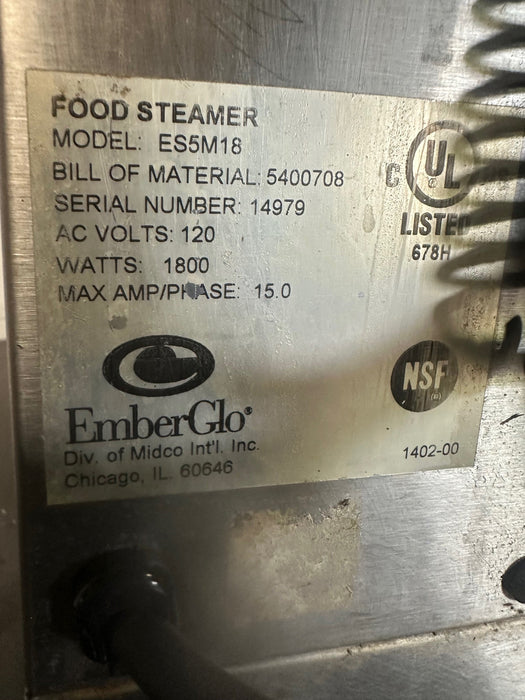 FOOD STEAMER
MODEL: ES5M18
BILL OF MATERIAL: 5400708
SERIAL NUMBER: 14979
AC VOLTS: 120
WATTS: 1800
MAX AMP/PHASE: 15.0
C UL
LISTED
678H
EmberGlo®
Div. of Midco Int'l. Inc.
Chicago, IL. 60646
NSF
1402-00